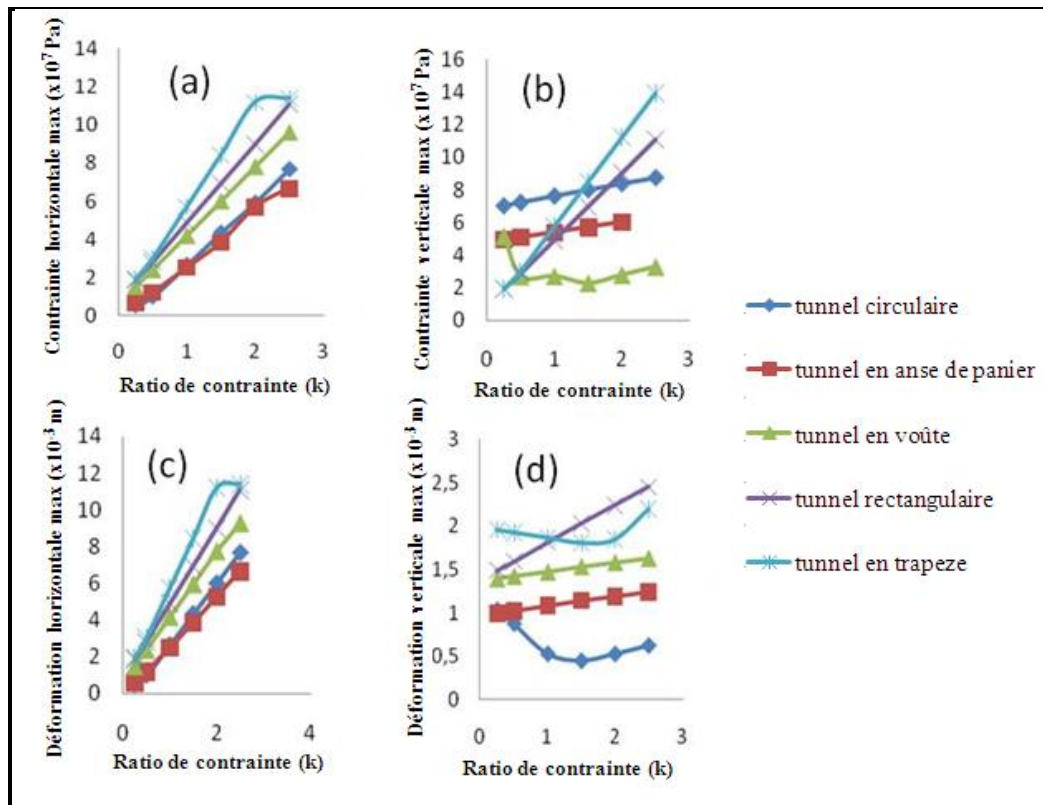 (a)
Contrainte horizontale max (x10⁷ Pa)
14
12
10
8
6
4
2
0
0 1 2 3
Ratio de contrainte (k)
(b)
Contrainte verticale max (x10⁷ Pa)
16
14
12
10
8
6
4
2
0
0 1 2 3
Ratio de contrainte (k)
(c)
Déformation horizontale max (x10⁻³ m)
14
12
10
8
6
4
2
0
0 2 4
Ratio de contrainte (k)
(d)
Déformation verticale max (x10⁻³ m)
3
2,5
2
1,5
1
0,5
0
0 1 2 3
Ratio de contrainte (k)
tunnel circulaire
tunnel en anse de panier
tunnel en voûte
tunnel rectangulaire
tunnel en trapeze